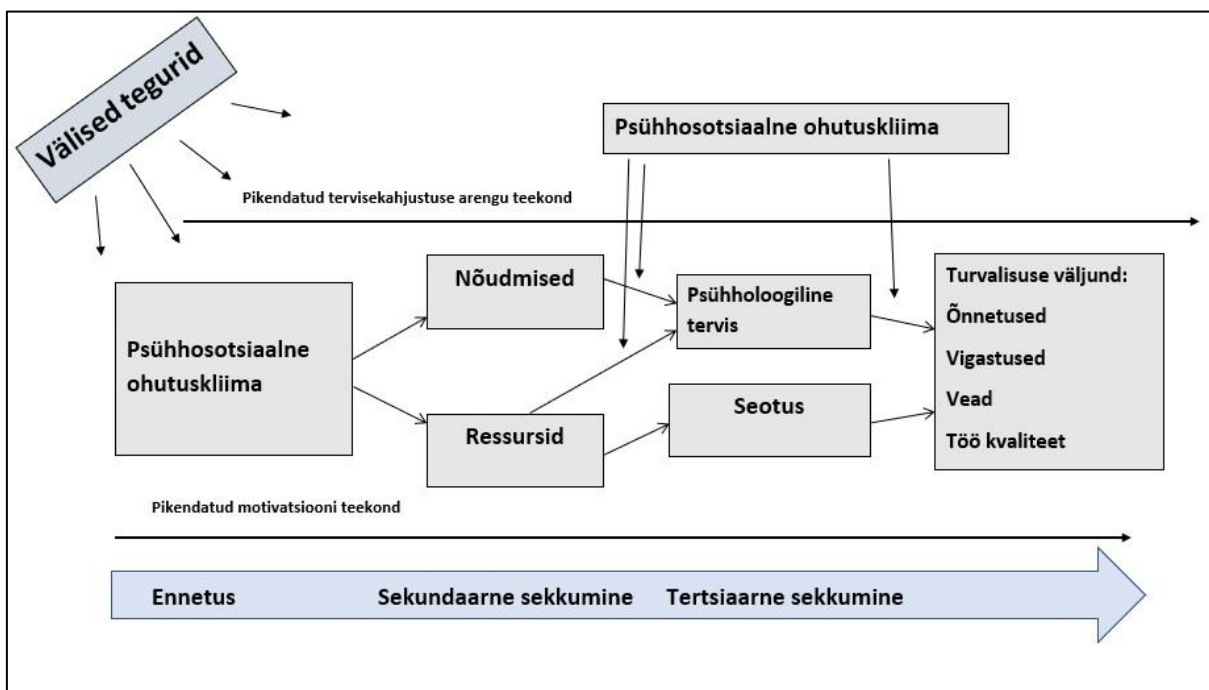 Välised tegurid
Psühhosotsiaalne ohutuskliima
Pikendatud tervisekahjustuse arengu teekond
Psühhosotsiaalne
ohutuskliima
Nõudmised
Ressursid
Psühholoogiline
tervis
Seotus
Turvalisuse väljund:
Õnnetused
Vigastused
Vead
Töö kvaliteet
Pikendatud motivatsiooni teekond
Ennetus
Sekundaarne sekkumine
Tertsiaarne sekkumine